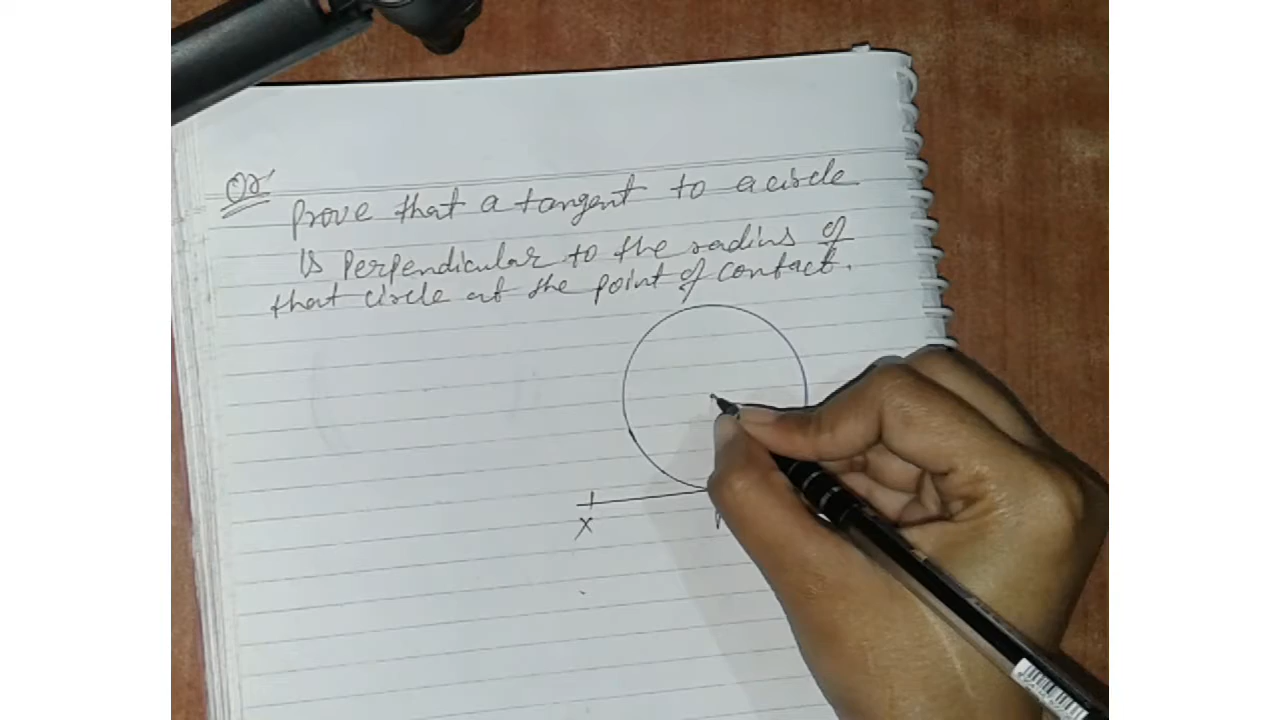 Or
Prove that a tangent to a circle
is perpendicular to the radius of
that circle at the point of contact.
X